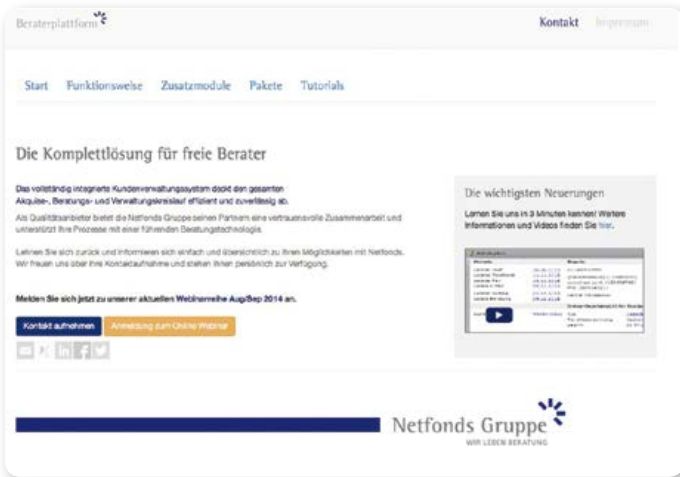 Beraterplattform
Kontakt Impressum
Start Funktionsweise Zusatzmodule Pakete Tutorials
Die Komplettlösung für freie Berater
Das vollständig integrierte Kundenverwaltungssystem deckt den gesamten
Akquise-, Beratungs- und Verwaltungskreislauf effizient und zuverlässig ab.
Als Qualitätsanbieter bietet die Netfonds Gruppe seinen Partnern eine vertrauensvolle Zusammenarbeit und
unterstützt Ihre Prozesse mit einer führenden Beratungstechnologie.
Lehnen Sie sich zurück und informieren sich einfach und übersichtlich zu Ihren Möglichkeiten mit Netfonds.
Wir freuen uns über Ihre Kontaktaufnahme und stehen Ihnen persönlich zur Verfügung.
Melden Sie sich jetzt zu unserer aktuellen Webinarreihe Aug/Sep 2014 an.
Kontakt aufnehmen Anmeldung zum Online Webinar
Die wichtigsten Neuerungen
Lernen Sie uns in 3 Minuten kennen! Weitere
Informationen und Videos finden Sie hier.
Netfonds Gruppe
WIR LEBEN BERATUNG